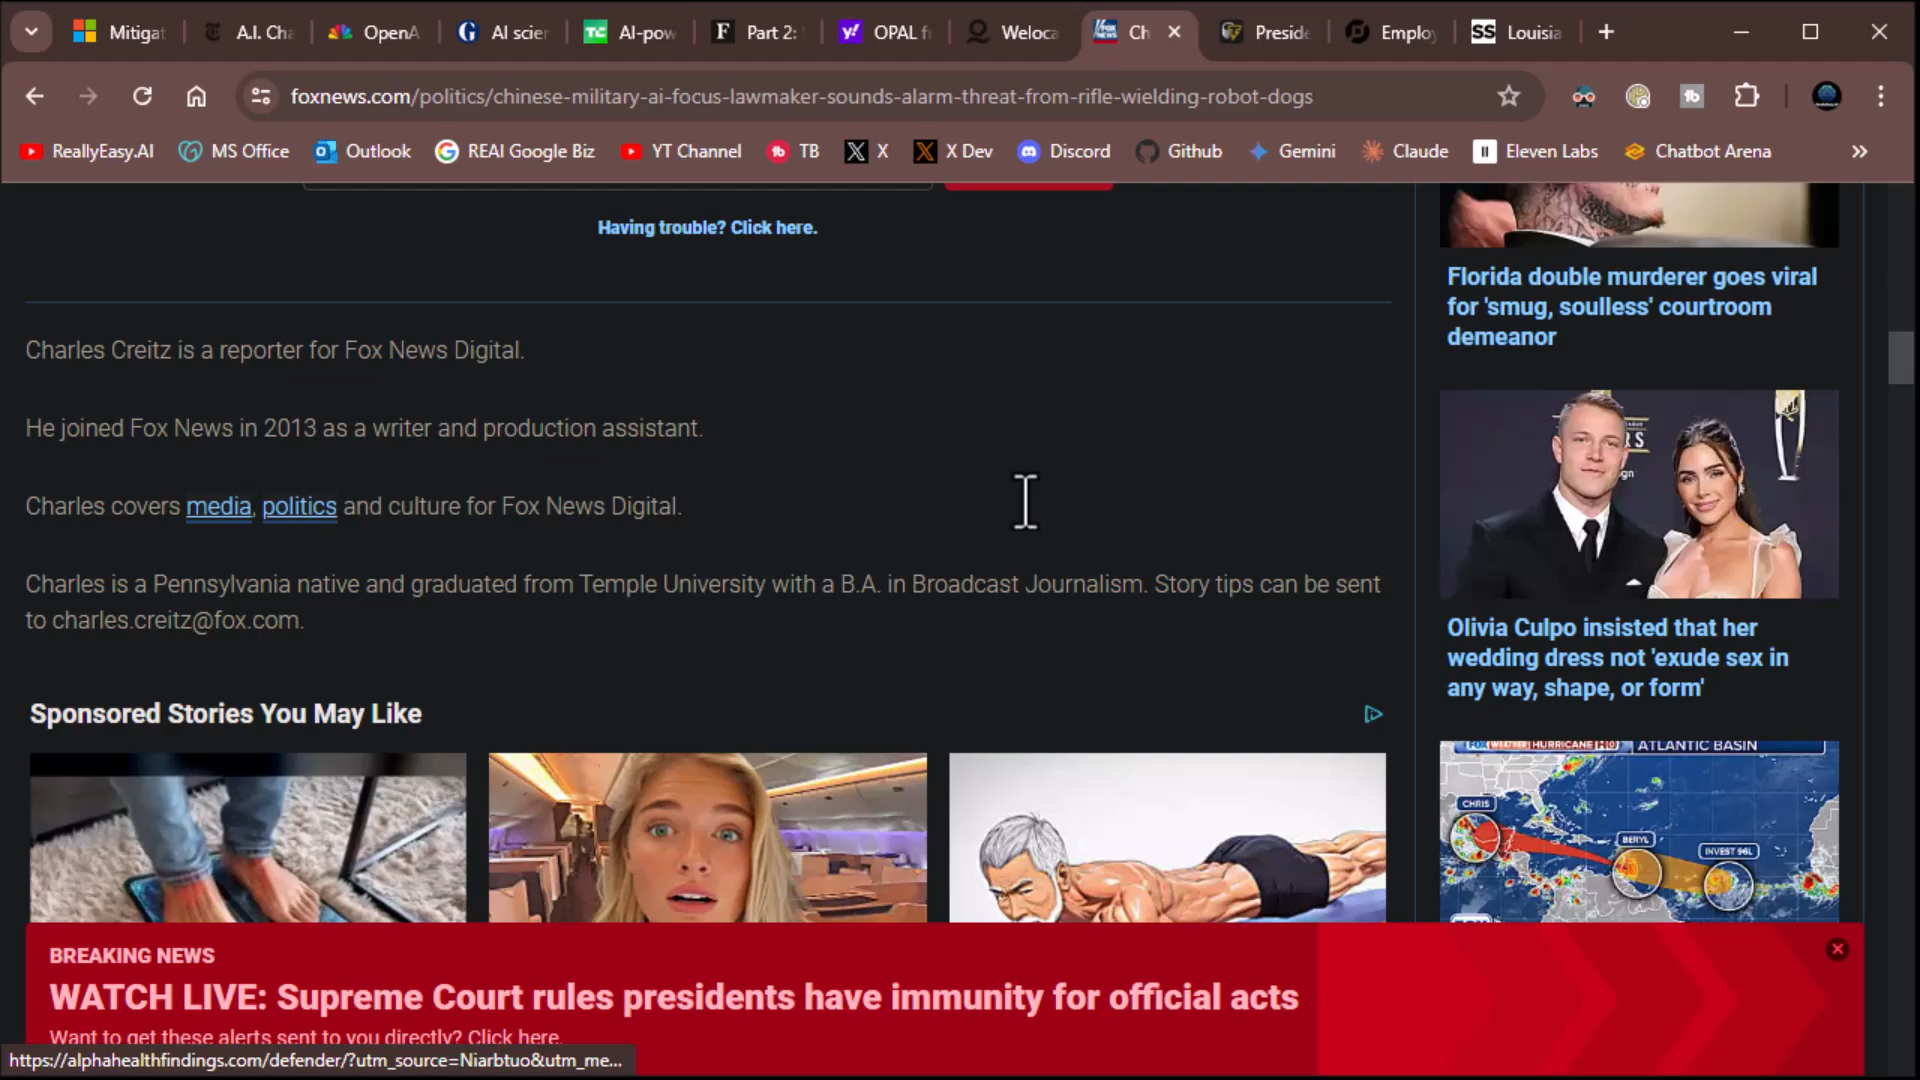 Mitigat
A.I. Cha
OpenA
AI scien
AI-pow
Part 2:
OPAL f
Weloca
Ch
Preside
Employ
Louisia
foxnews.com/politics/chinese-military-ai-focus-lawmaker-sounds-alarm-threat-from-rifle-wielding-robot-dogs
ReallyEasy.AI
MS Office
Outlook
REAI Google Biz
YT Channel
TB
X
X Dev
Discord
Github
Gemini
Claude
Eleven Labs
Chatbot Arena
Having trouble? Click here.
Charles Creitz is a reporter for Fox News Digital.
He joined Fox News in 2013 as a writer and production assistant.
Charles covers media, politics and culture for Fox News Digital.
Charles is a Pennsylvania native and graduated from Temple University with a B.A. in Broadcast Journalism. Story tips can be sent
to charles.creitz@fox.com.
Sponsored Stories You May Like
Florida double murderer goes viral
for 'smug, soulless' courtroom
demeanor
Olivia Culpo insisted that her
wedding dress not 'exude sex in
any way, shape, or form'
FOX WEATHER HURRICANE HQ
ATLANTIC BASIN
CHRIS
BERYL
INVEST 96L
BREAKING NEWS
WATCH LIVE: Supreme Court rules presidents have immunity for official acts
Want to get these alerts sent to you directly? Click here.
https://alphahealthfindings.com/defender/?utm_source=Niarbtuo&utm_me...